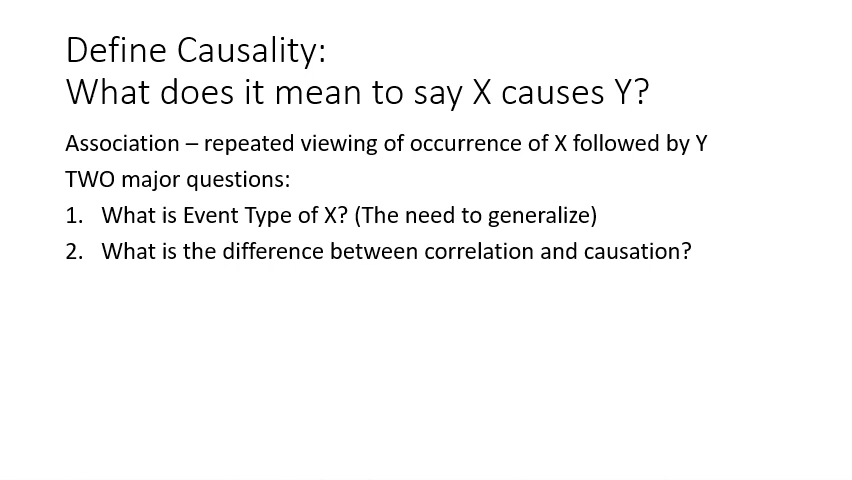 Define Causality:
What does it mean to say X causes Y?
Association – repeated viewing of occurrence of X followed by Y
TWO major questions:
1. What is Event Type of X? (The need to generalize)
2. What is the difference between correlation and causation?